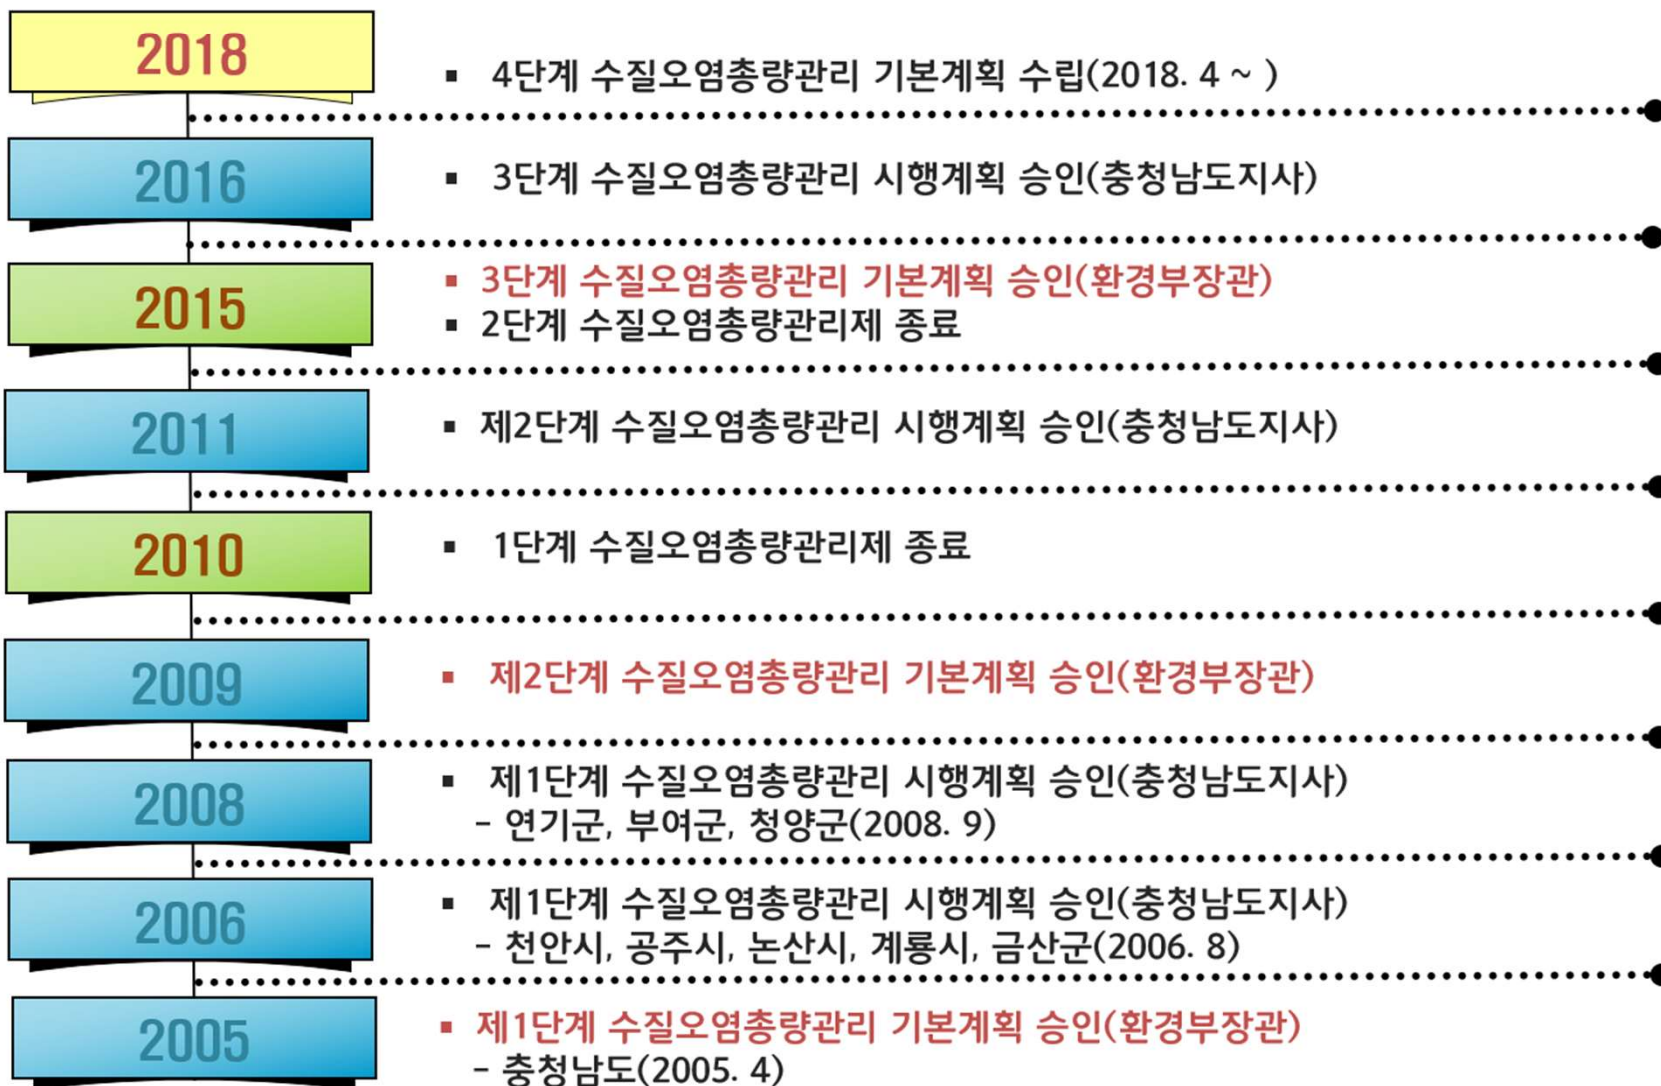 2018
▪ 4단계 수질오염총량관리 기본계획 수립(2018. 4 ~ )
2016
▪ 3단계 수질오염총량관리 시행계획 승인(충청남도지사)
2015
▪ 3단계 수질오염총량관리 기본계획 승인(환경부장관)
▪ 2단계 수질오염총량관리제 종료
2011
▪ 제2단계 수질오염총량관리 시행계획 승인(충청남도지사)
2010
▪ 1단계 수질오염총량관리제 종료
2009
▪ 제2단계 수질오염총량관리 기본계획 승인(환경부장관)
2008
▪ 제1단계 수질오염총량관리 시행계획 승인(충청남도지사)
- 연기군, 부여군, 청양군(2008. 9)
2006
▪ 제1단계 수질오염총량관리 시행계획 승인(충청남도지사)
- 천안시, 공주시, 논산시, 계룡시, 금산군(2006. 8)
2005
▪ 제1단계 수질오염총량관리 기본계획 승인(환경부장관)
- 충청남도(2005. 4)